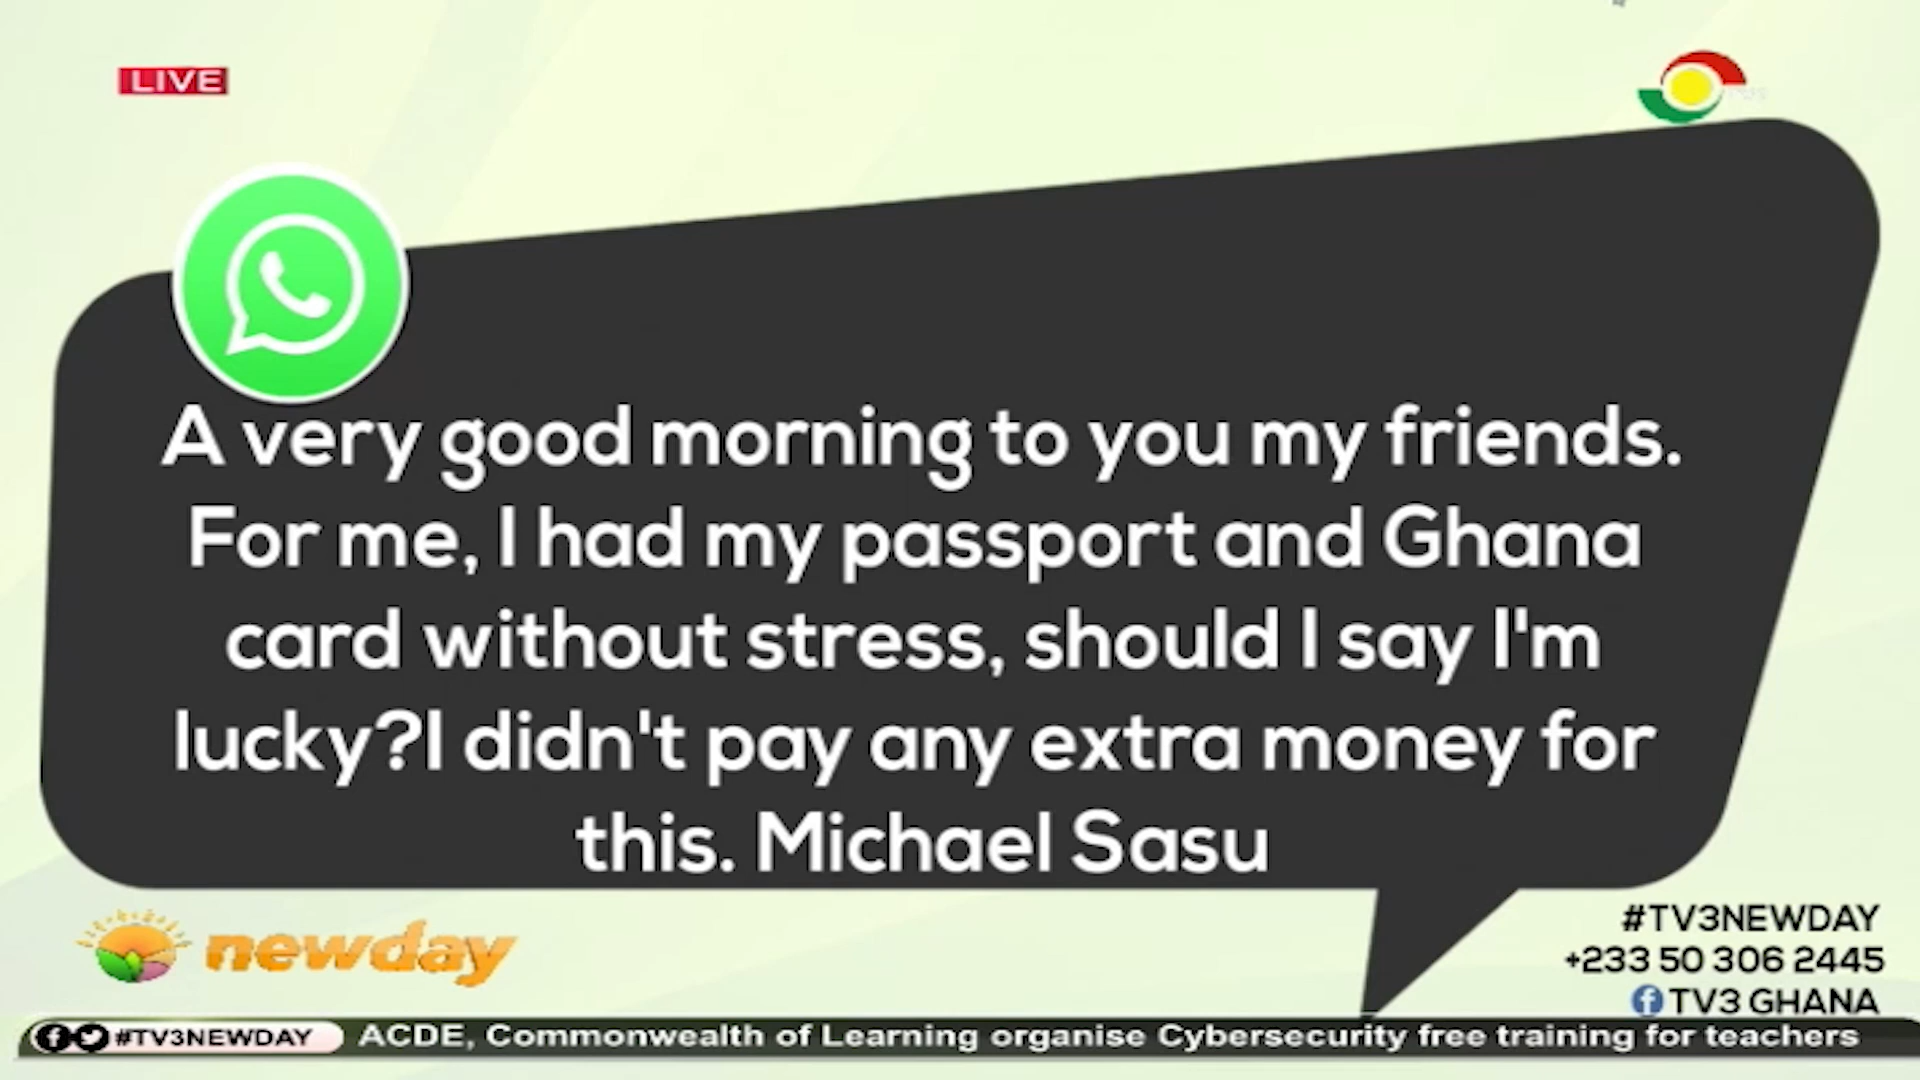 LIVE
A very good morning to you my friends.
For me, I had my passport and Ghana
card without stress, should I say I'm
lucky?I didn't pay any extra money for
this. Michael Sasu
newday
#TV3NEWDAY
+233 50 306 2445
TV3 GHANA
#TV3NEWDAY ACDE, Commonwealth of Learning organise Cybersecurity free training for teachers